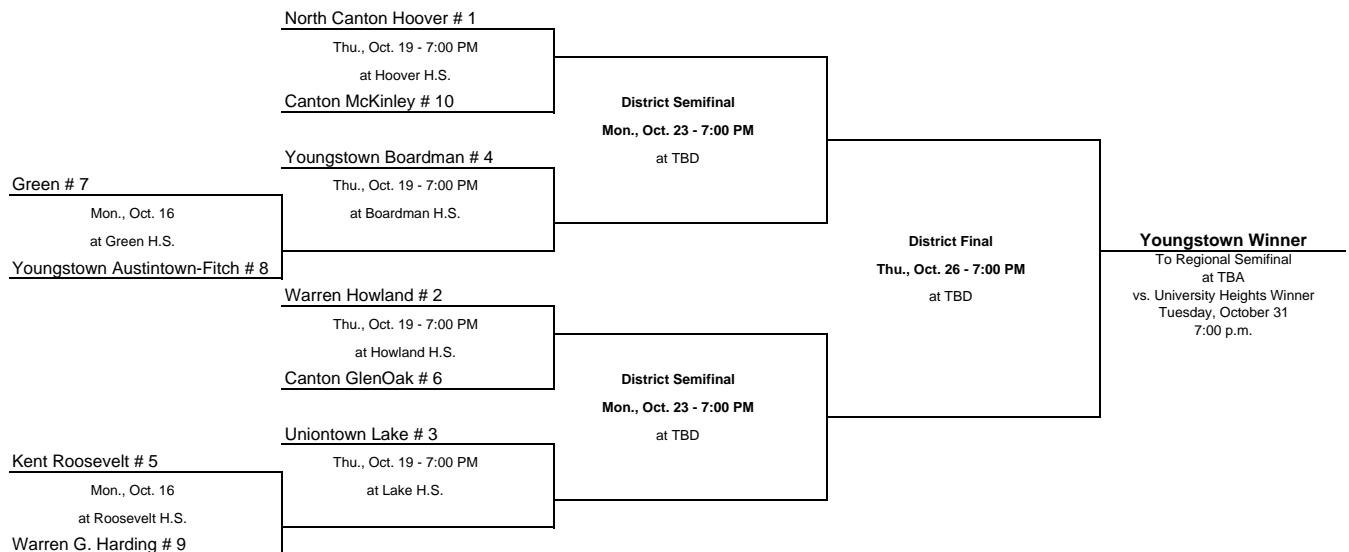 North Canton Hoover # 1
Thu., Oct. 19 - 7:00 PM
at Hoover H.S.
Canton McKinley # 10
District Semifinal
Mon., Oct. 23 - 7:00 PM
at TBD
Youngstown Boardman # 4
Thu., Oct. 19 - 7:00 PM
at Boardman H.S.
Green # 7
Mon., Oct. 16
at Green H.S.
Youngstown Austintown-Fitch # 8
District Final
Thu., Oct. 26 - 7:00 PM
at TBD
Youngstown Winner
To Regional Semifinal
at TBA
vs. University Heights Winner
Tuesday, October 31
7:00 p.m.
Warren Howland # 2
Thu., Oct. 19 - 7:00 PM
at Howland H.S.
Canton GlenOak # 6
District Semifinal
Mon., Oct. 23 - 7:00 PM
at TBD
Uniontown Lake # 3
Thu., Oct. 19 - 7:00 PM
at Lake H.S.
Kent Roosevelt # 5
Mon., Oct. 16
at Roosevelt H.S.
Warren G. Harding # 9